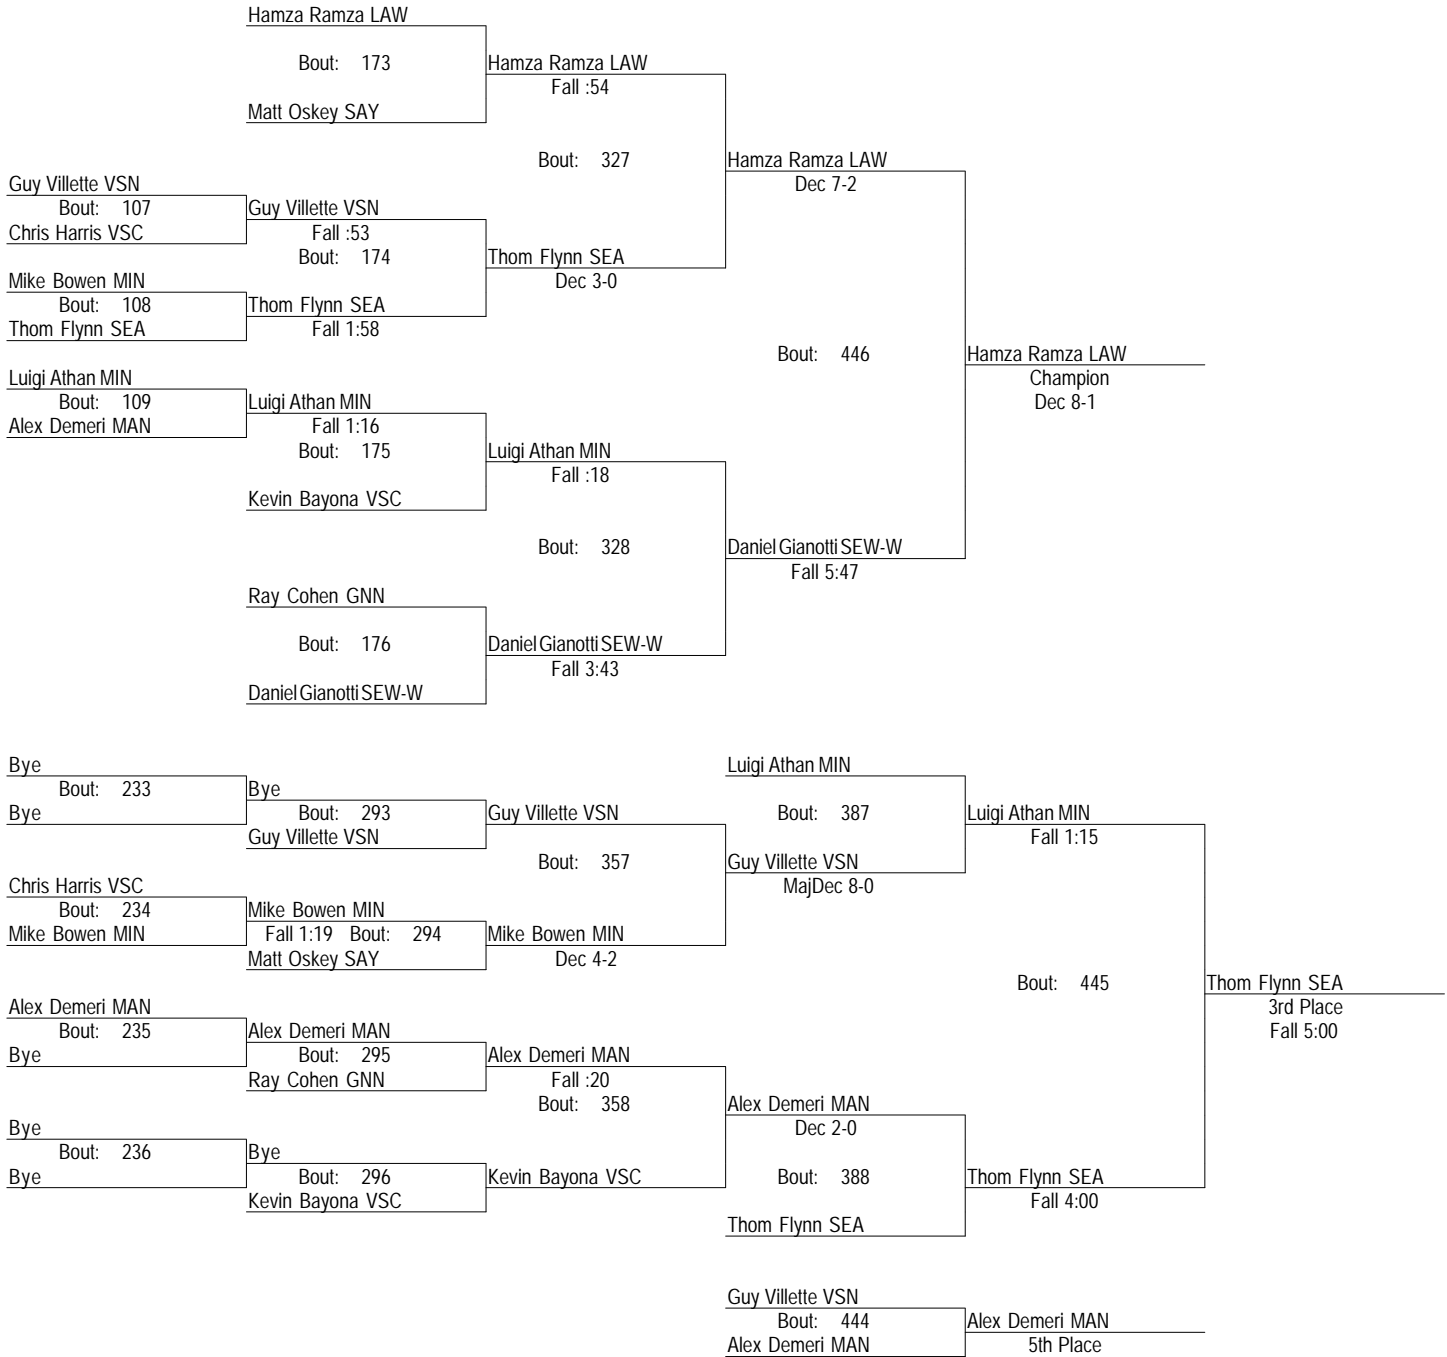 Hamza Ramza LAW
Bout: 173
Hamza Ramza LAW
Fall :54
Matt Oskey SAY
Bout: 327
Hamza Ramza LAW
Dec 7-2
Guy Villette VSN
Bout: 107
Guy Villette VSN
Chris Harris VSC
Fall :53
Bout: 174
Thom Flynn SEA
Dec 3-0
Mike Bowen MIN
Bout: 108
Thom Flynn SEA
Thom Flynn SEA
Fall 1:58
Bout: 446
Hamza Ramza LAW
Champion
Dec 8-1
Luigi Athan MIN
Bout: 109
Luigi Athan MIN
Alex Demeri MAN
Fall 1:16
Bout: 175
Luigi Athan MIN
Fall :18
Kevin Bayona VSC
Bout: 328
Daniel Gianotti SEW-W
Fall 5:47
Ray Cohen GNN
Bout: 176
Daniel Gianotti SEW-W
Fall 3:43
Daniel Gianotti SEW-W
Bye
Bout: 233
Bye
Bye
Bout: 293
Guy Villette VSN
Guy Villette VSN
Luigi Athan MIN
Bout: 387
Luigi Athan MIN
Fall 1:15
Bout: 357
Guy Villette VSN
MajDec 8-0
Chris Harris VSC
Bout: 234
Mike Bowen MIN
Mike Bowen MIN
Fall 1:19 Bout: 294
Mike Bowen MIN
Matt Oskey SAY
Dec 4-2
Bout: 445
Thom Flynn SEA
3rd Place
Fall 5:00
Alex Demeri MAN
Bout: 235
Alex Demeri MAN
Bye
Bout: 295
Alex Demeri MAN
Ray Cohen GNN
Fall :20
Bout: 358
Alex Demeri MAN
Dec 2-0
Bye
Bout: 236
Bye
Bye
Bout: 296
Kevin Bayona VSC
Kevin Bayona VSC
Bout: 388
Thom Flynn SEA
Fall 4:00
Thom Flynn SEA
Guy Villette VSN
Bout: 444
Alex Demeri MAN
Alex Demeri MAN
5th Place